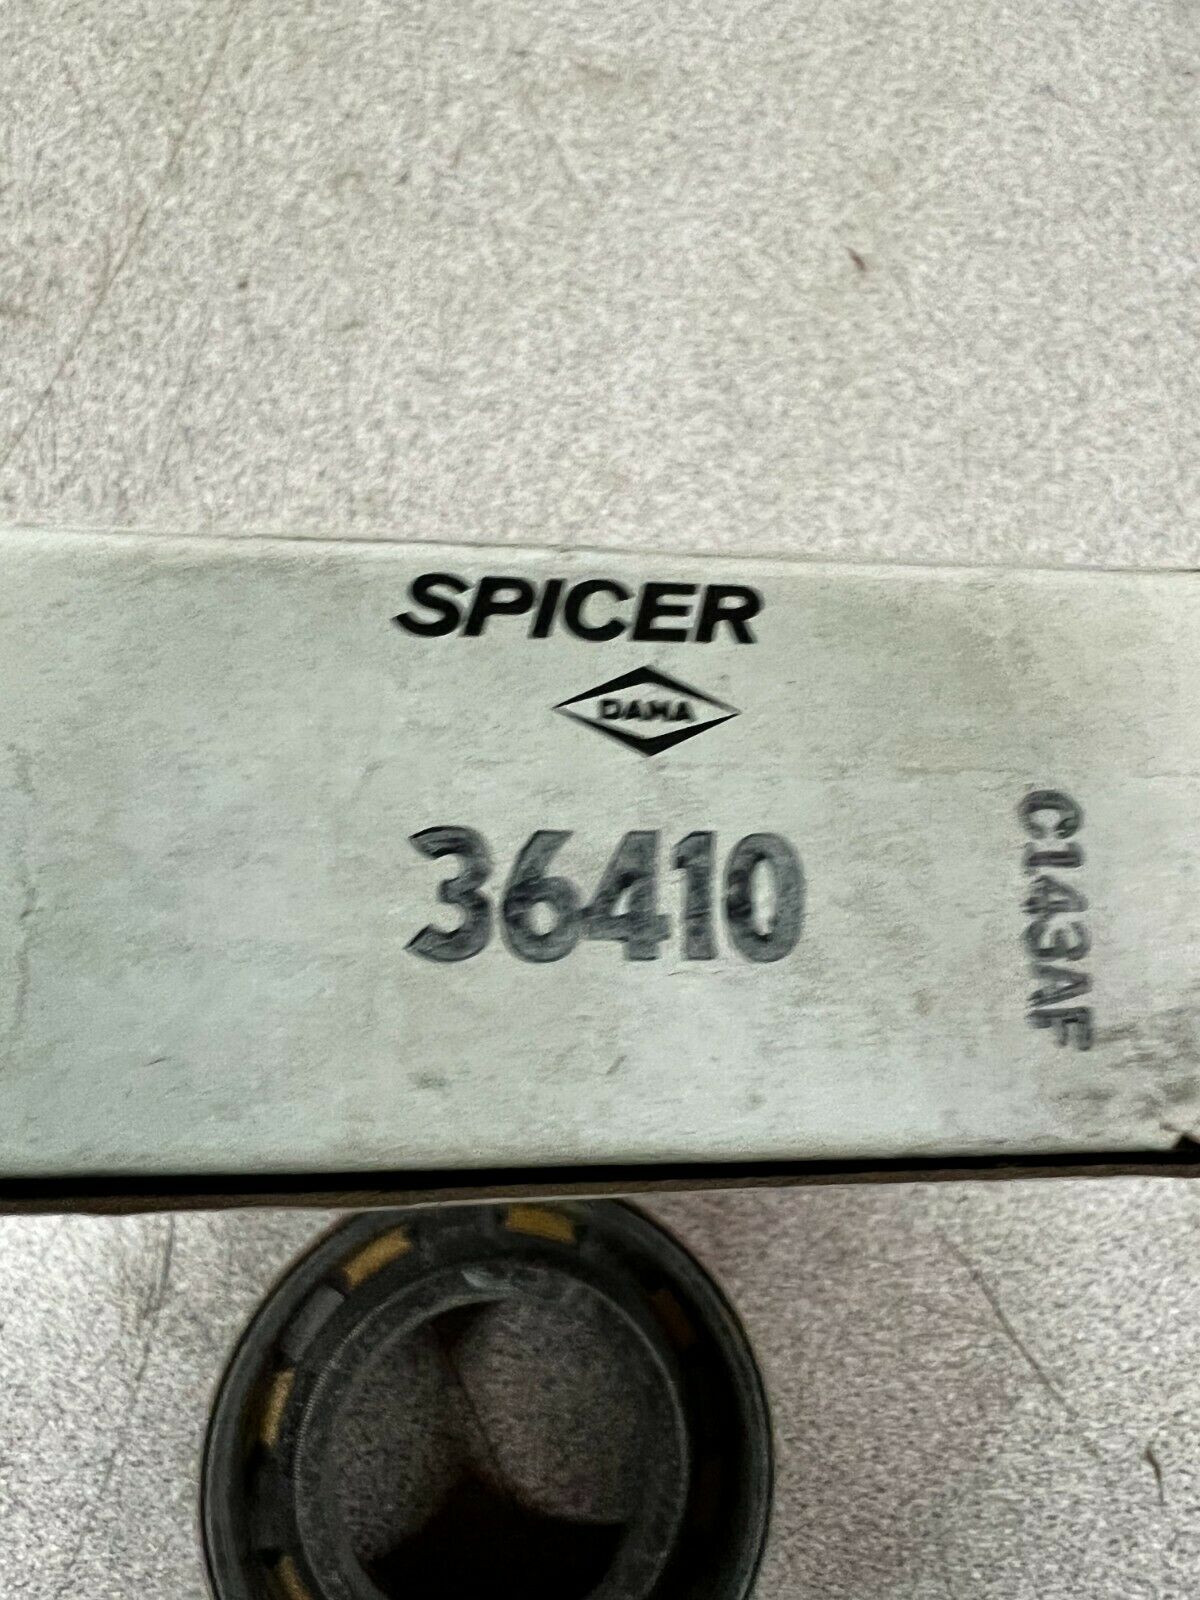 SPICER
DANA
36410
C143AF